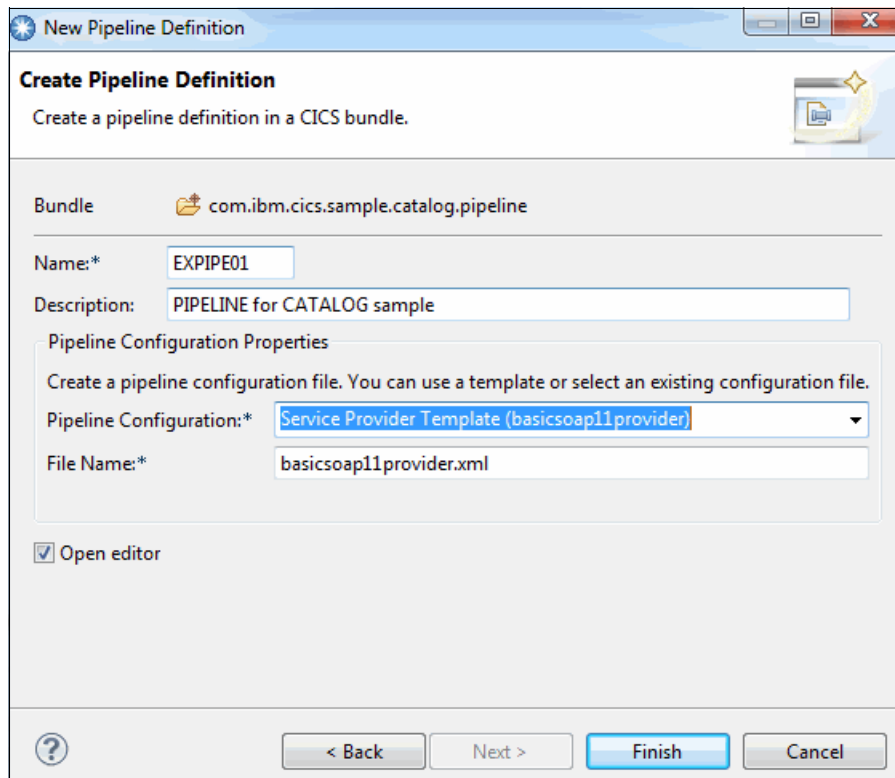 New Pipeline Definition
Create Pipeline Definition
Create a pipeline definition in a CICS bundle.
Bundle com.ibm.cics.sample.catalog.pipeline
Name:* EXPIPE01
Description: PIPELINE for CATALOG sample
Pipeline Configuration Properties
Create a pipeline configuration file. You can use a template or select an existing configuration file.
Pipeline Configuration:* Service Provider Template (basicsoap11provider)
File Name:* basicsoap11provider.xml
Open editor
? < Back Next > Finish Cancel